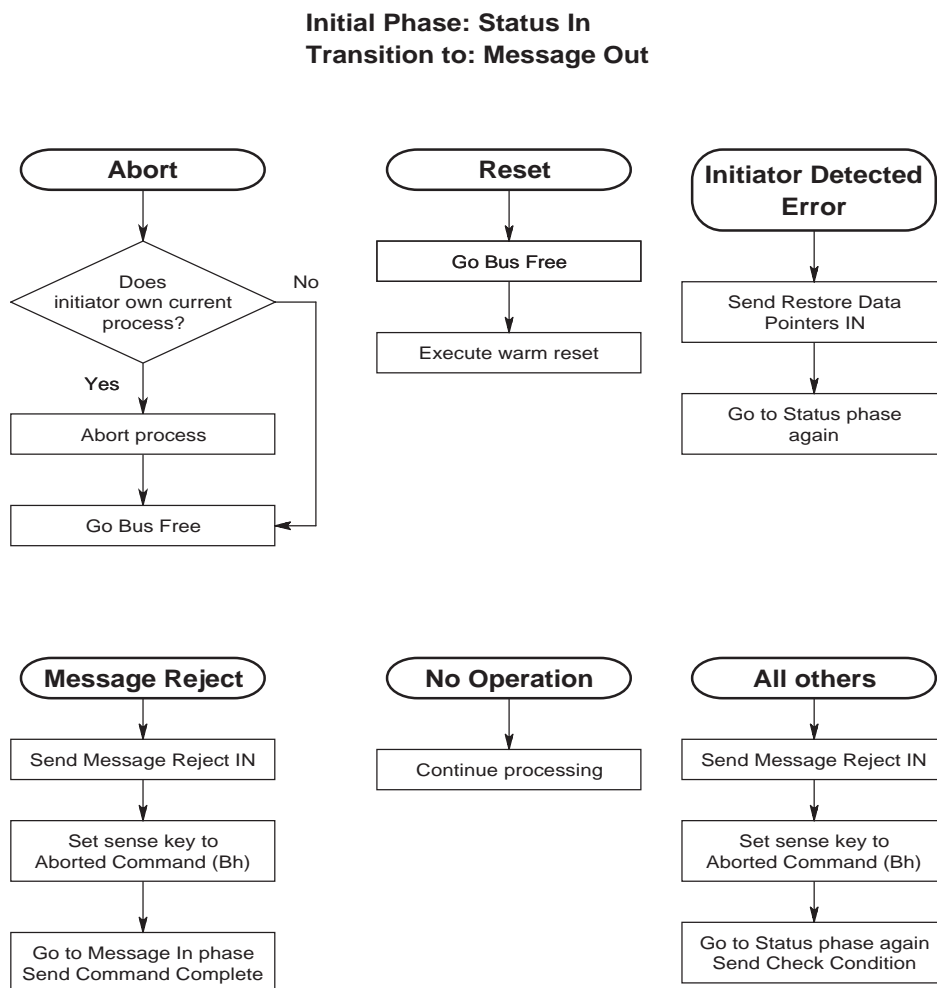 Initial Phase: Status In
Transition to: Message Out
Abort
Does
initiator own current
process?
No
Yes
Abort process
Go Bus Free
Reset
Go Bus Free
Execute warm reset
Initiator Detected
Error
Send Restore Data
Pointers IN
Go to Status phase
again
Message Reject
Send Message Reject IN
Set sense key to
Aborted Command (Bh)
Go to Message In phase
Send Command Complete
No Operation
Continue processing
All others
Send Message Reject IN
Set sense key to
Aborted Command (Bh)
Go to Status phase again
Send Check Condition